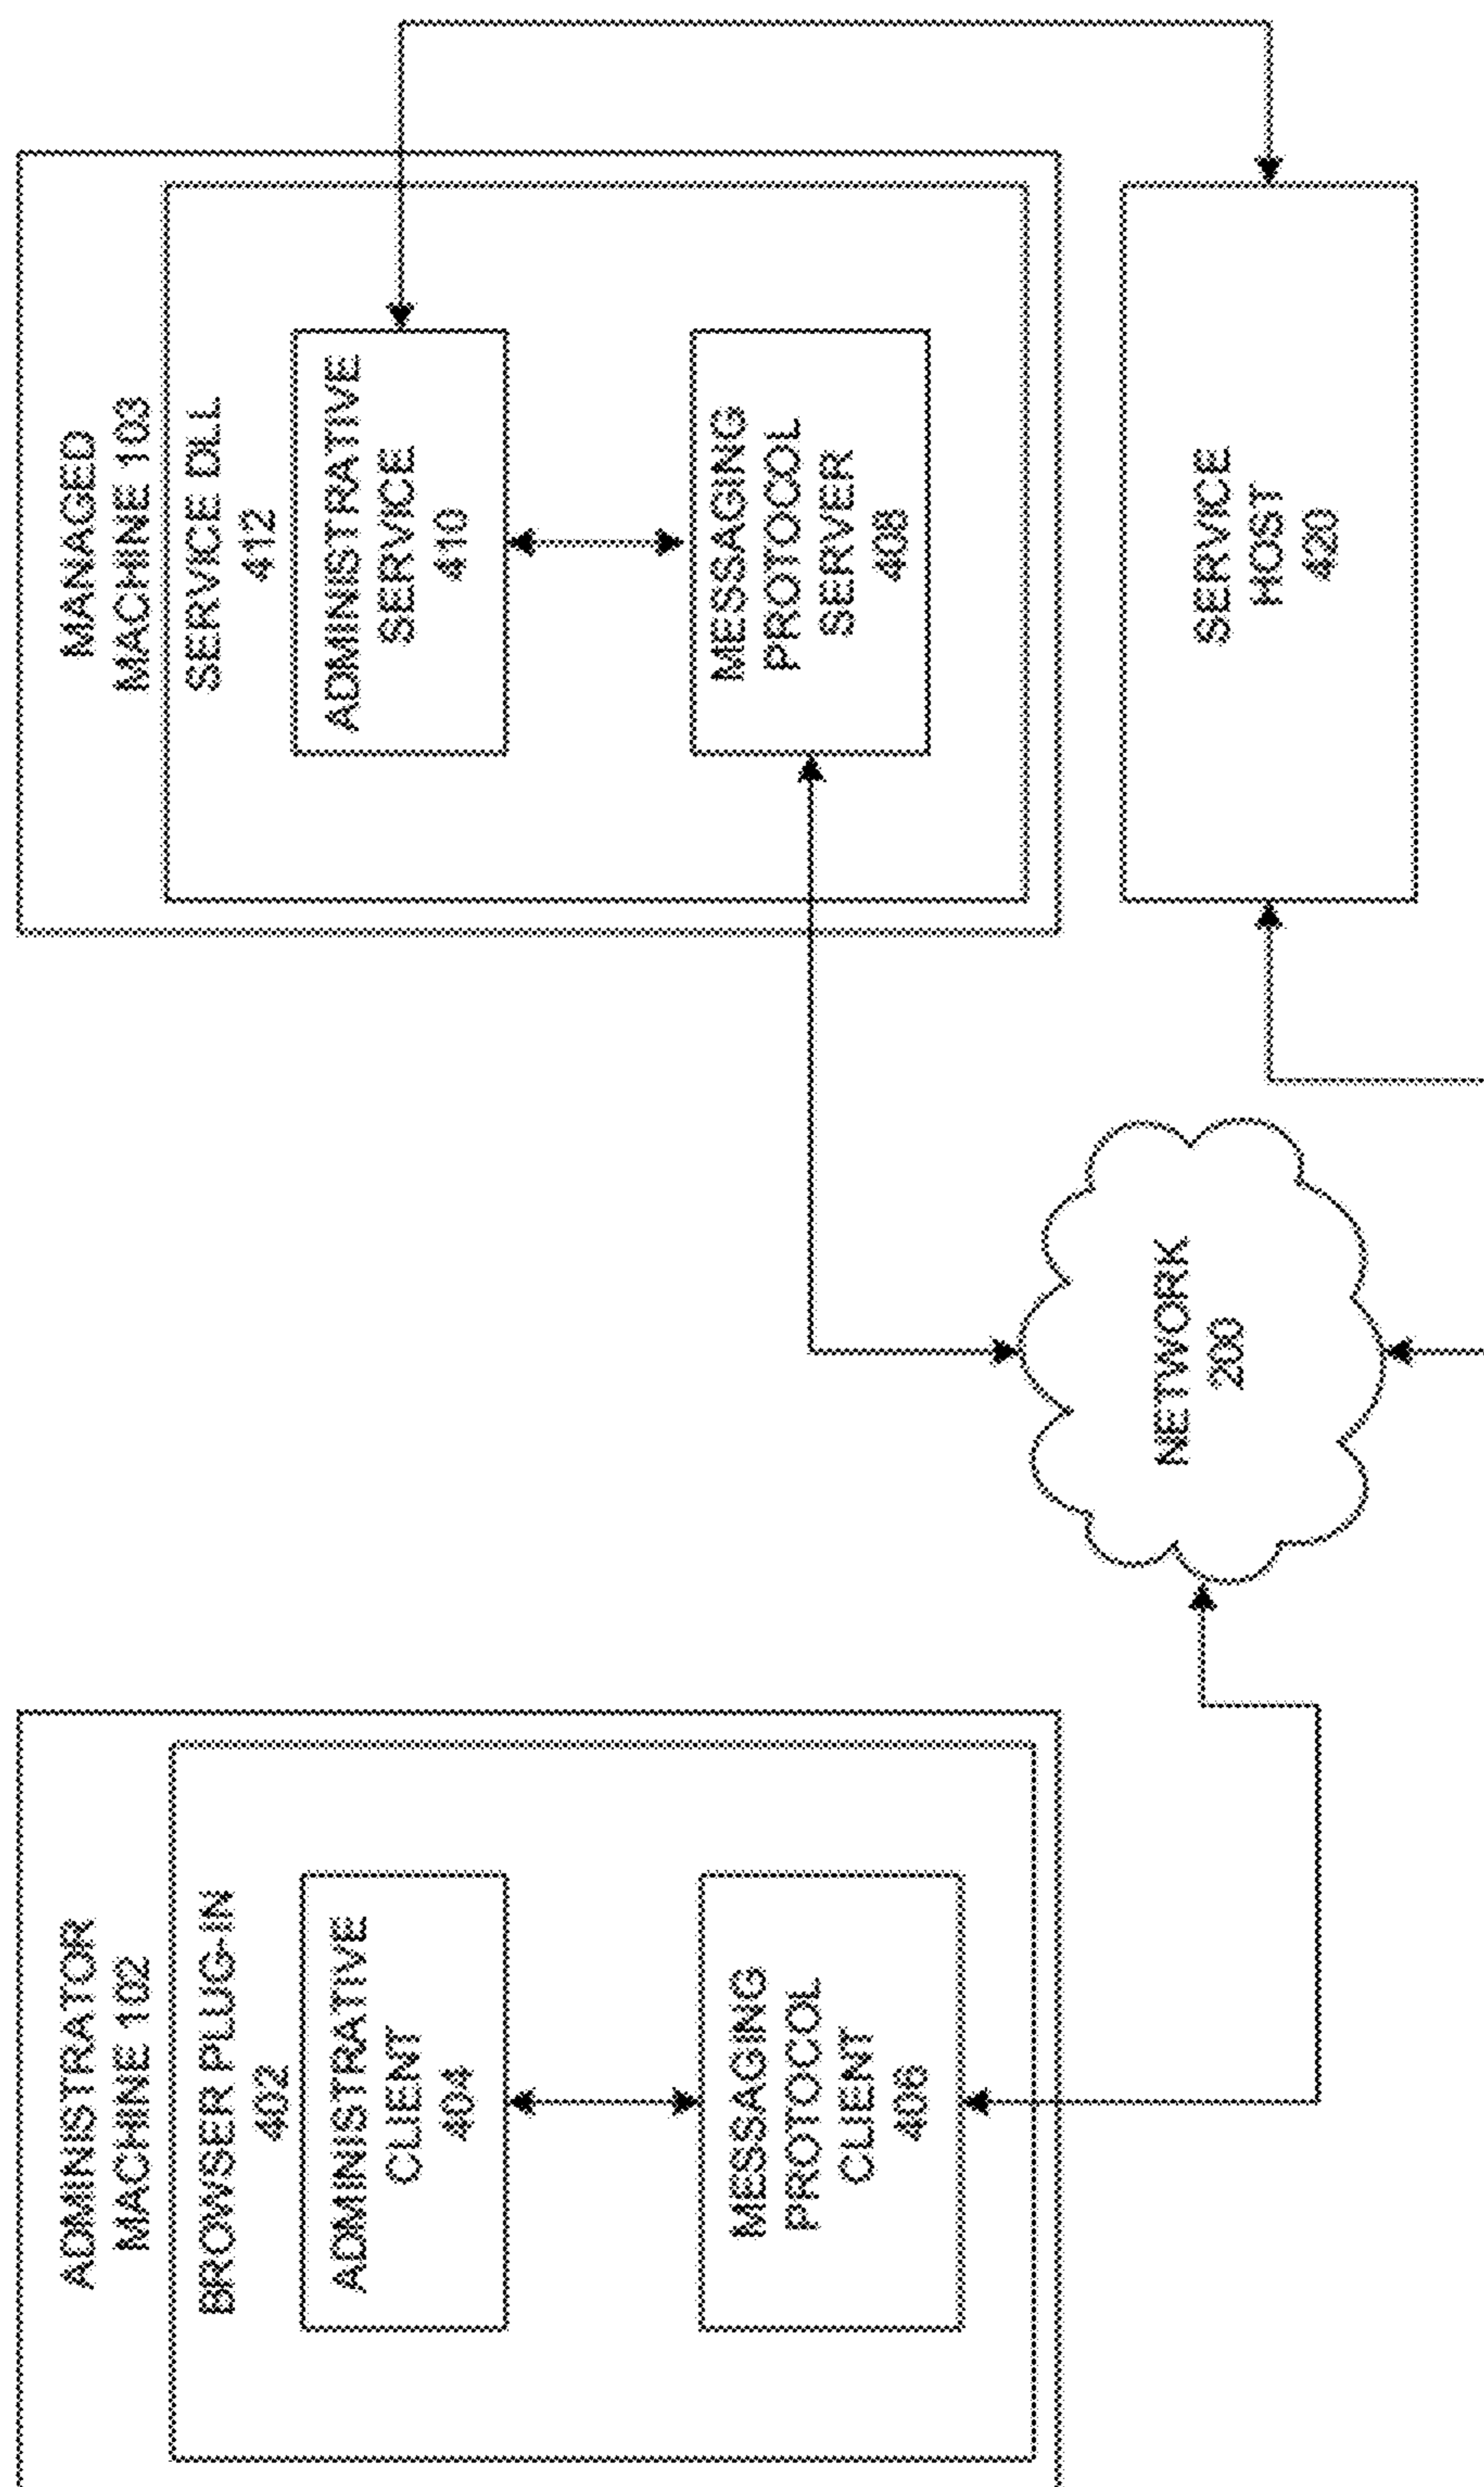 ADMINISTRATOR
MACHINE 102
BROWSER PLUG-IN
402
ADMINISTRATIVE
CLIENT
404
MESSAGING
PROTOCOL
CLIENT
406
NETWORK
200
MANAGED
MACHINE 103
SERVICE DLL
412
ADMINISTRATIVE
SERVICE
410
MESSAGING
PROTOCOL
SERVER
408
SERVICE
HOST
420